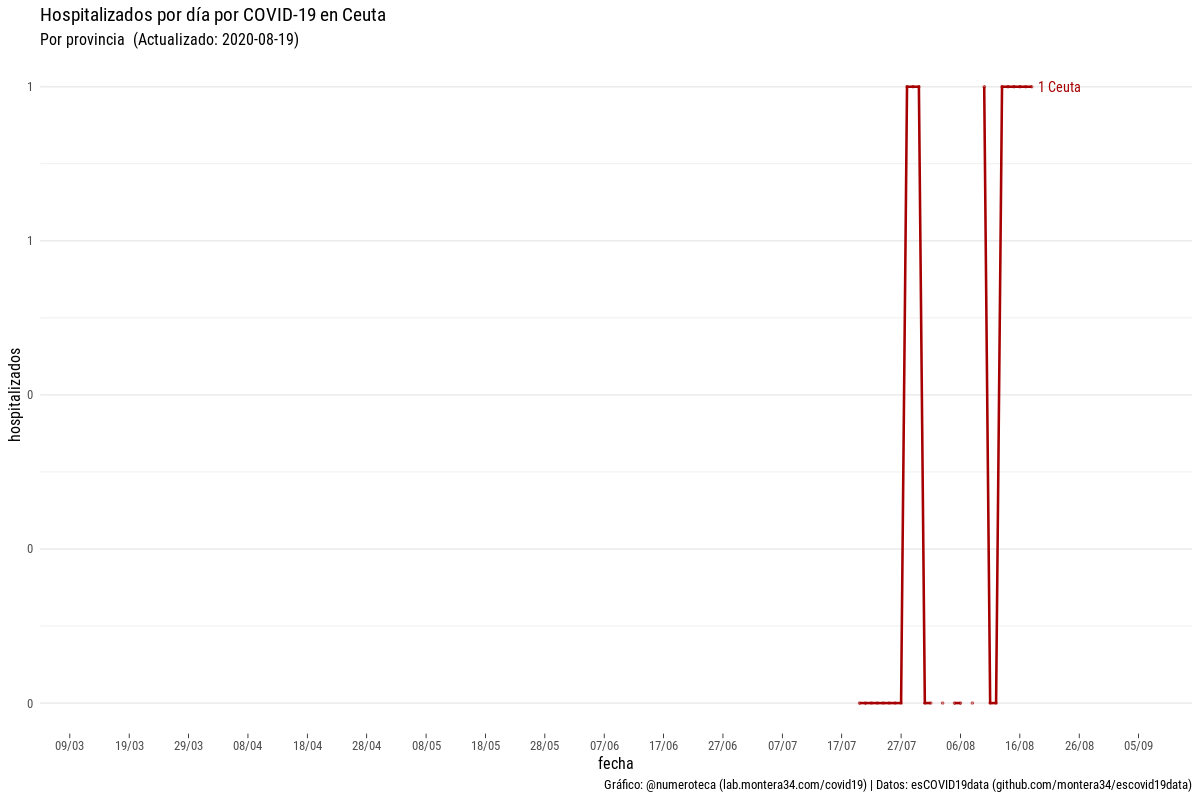 Hospitalizados por día por COVID-19 en Ceuta
Por provincia (Actualizado: 2020-08-19)
1
1 Ceuta
1
0
0
0
hospitalizados
09/03 19/03 29/03 08/04 18/04 28/04 08/05 18/05 28/05 07/06 17/06 27/06 07/07 17/07 27/07 06/08 16/08 26/08 05/09
fecha
Gráfico: @numeroteca (lab.montera34.com/covid19) | Datos: esCOVID19data (github.com/montera34/escovid19data)